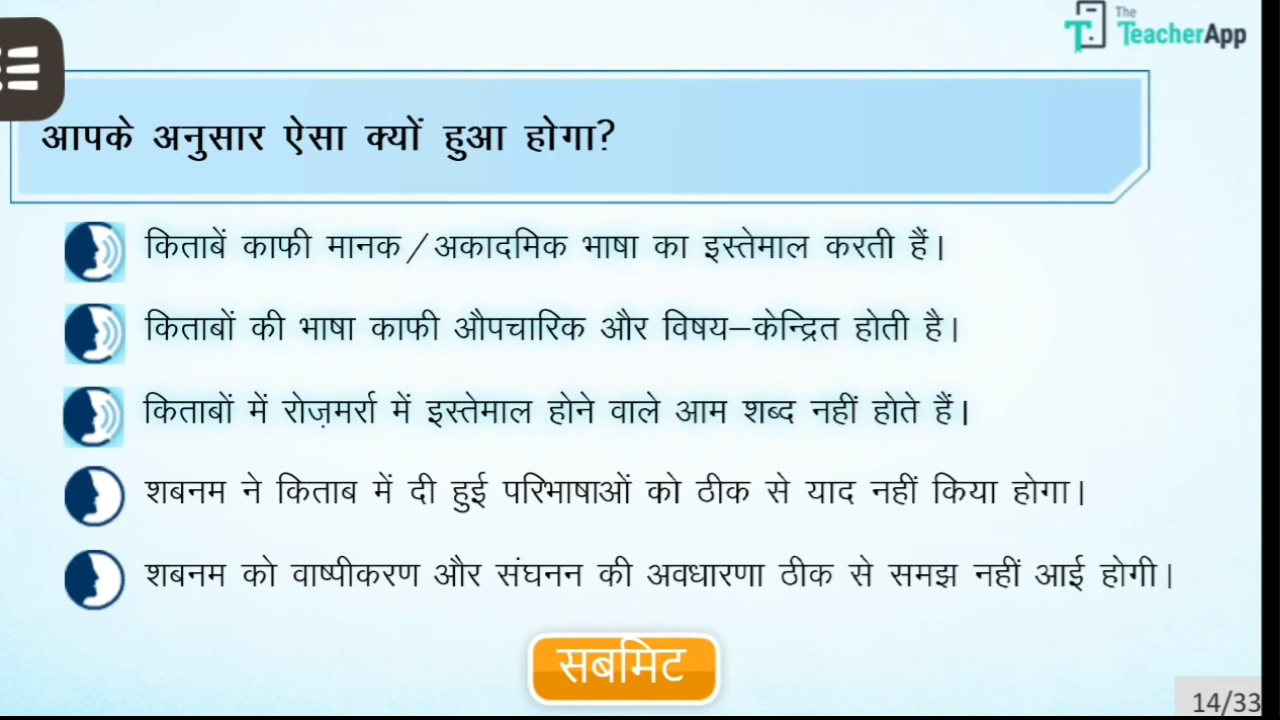 The
TeacherApp
आपके अनुसार ऐसा क्यों हुआ होगा?
किताबें काफी मानक/अकादमिक भाषा का इस्तेमाल करती हैं।
किताबों की भाषा काफी औपचारिक और विषय–केन्द्रित होती है।
किताबों में रोज़मर्रा में इस्तेमाल होने वाले आम शब्द नहीं होते हैं।
शबनम ने किताब में दी हुई परिभाषाओं को ठीक से याद नहीं किया होगा।
शबनम को वाष्पीकरण और संघनन की अवधारणा ठीक से समझ नहीं आई होगी।
सबमिट
14/33